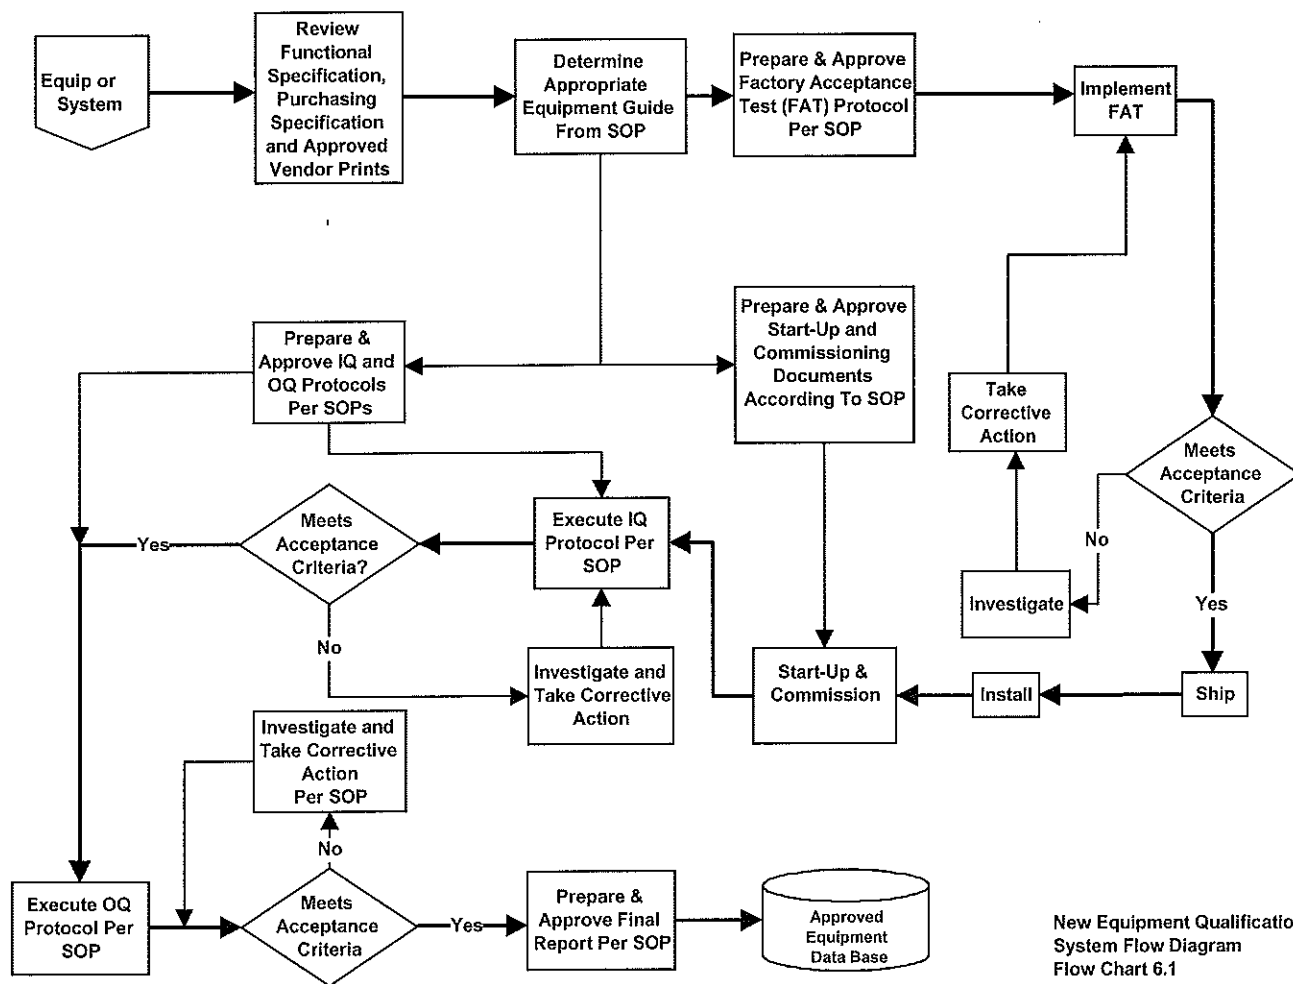 Equip or
System
Review
Functional
Specification,
Purchasing
Specification
and Approved
Vendor Prints
Determine
Appropriate
Equipment Guide
From SOP
Prepare & Approve
Factory Acceptance
Test (FAT) Protocol
Per SOP
Implement
FAT
Prepare &
Approve IQ and
OQ Protocols
Per SOPs
Prepare & Approve
Start-Up and
Commissioning
Documents
According To SOP
Take
Corrective
Action
Meets
Acceptance
Criteria
No
Investigate
Yes
Meets
Acceptance
Criteria?
Yes
Execute IQ
Protocol Per
SOP
No
Investigate and
Take Corrective
Action
Start-Up &
Commission
Install
Ship
Investigate and
Take Corrective
Action
Per SOP
No
Execute OQ
Protocol Per
SOP
Meets
Acceptance
Criteria
Yes
Prepare &
Approve Final
Report Per SOP
Approved
Equipment
Data Base
New Equipment Qualificatio
System Flow Diagram
Flow Chart 6.1